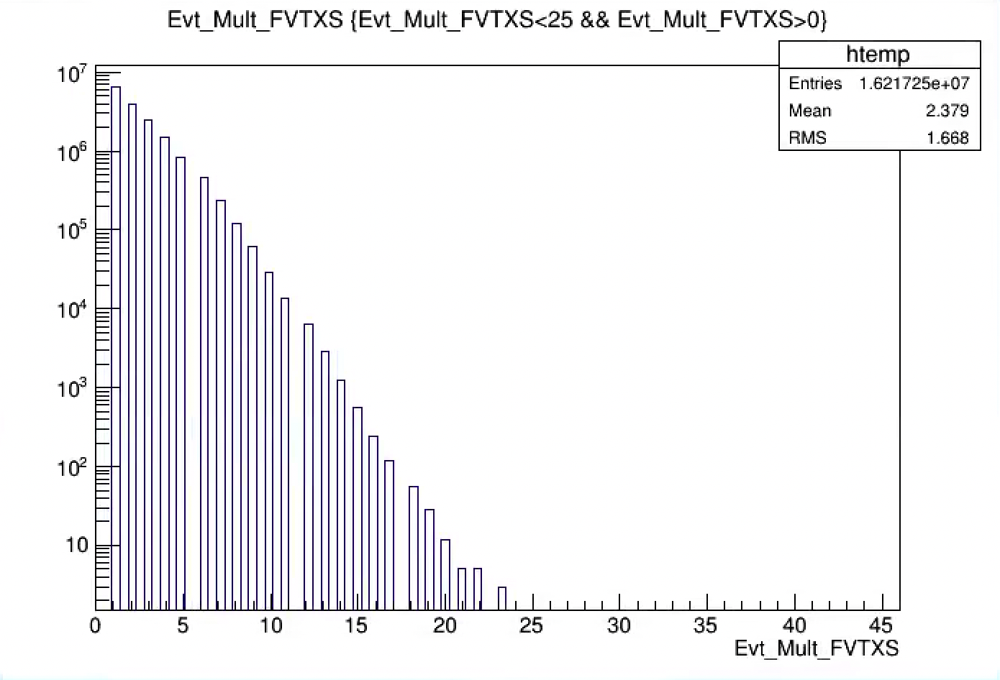 Evt_Mult_FVTXS {Evt_Mult_FVTXS<25 && Evt_Mult_FVTXS>0}
htemp
Entries 1.621725e+07
Mean 2.379
RMS 1.668
10^7
10^6
10^5
10^4
10^3
10^2
10
0 5 10 15 20 25 30 35 40 45
Evt_Mult_FVTXS